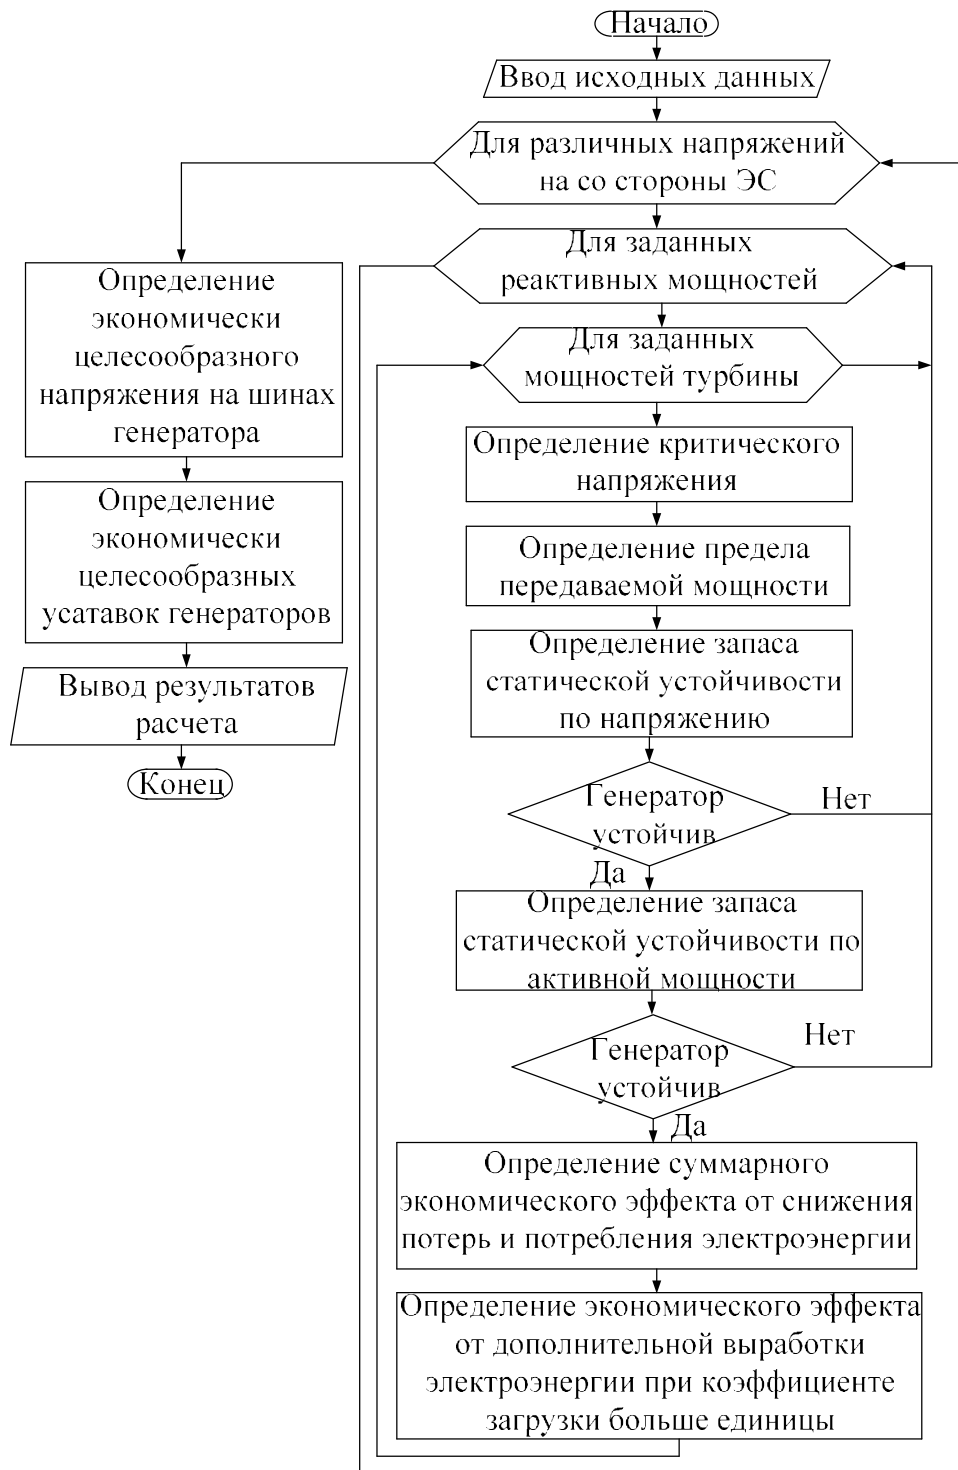 Начало
Ввод исходных данных
Для различных напряжений
на со стороны ЭС
Для заданных
реактивных мощностей
Для заданных
мощностей турбины
Определение критического
напряжения
Определение предела
передаваемой мощности
Определение запаса
статической устойчивости
по напряжению
Генератор
устойчив
Нет
Да
Определение запаса
статической устойчивости по
активной мощности
Генератор
устойчив
Нет
Да
Определение суммарного
экономического эффекта от снижения
потерь и потребления электроэнергии
Определение экономического эффекта
от дополнительной выработки
электроэнергии при коэффициенте
загрузки больше единицы
Определение
экономически
целесообразного
напряжения на шинах
генератора
Определение
экономически
целесообразных
усатавок генераторов
Вывод результатов
расчета
Конец